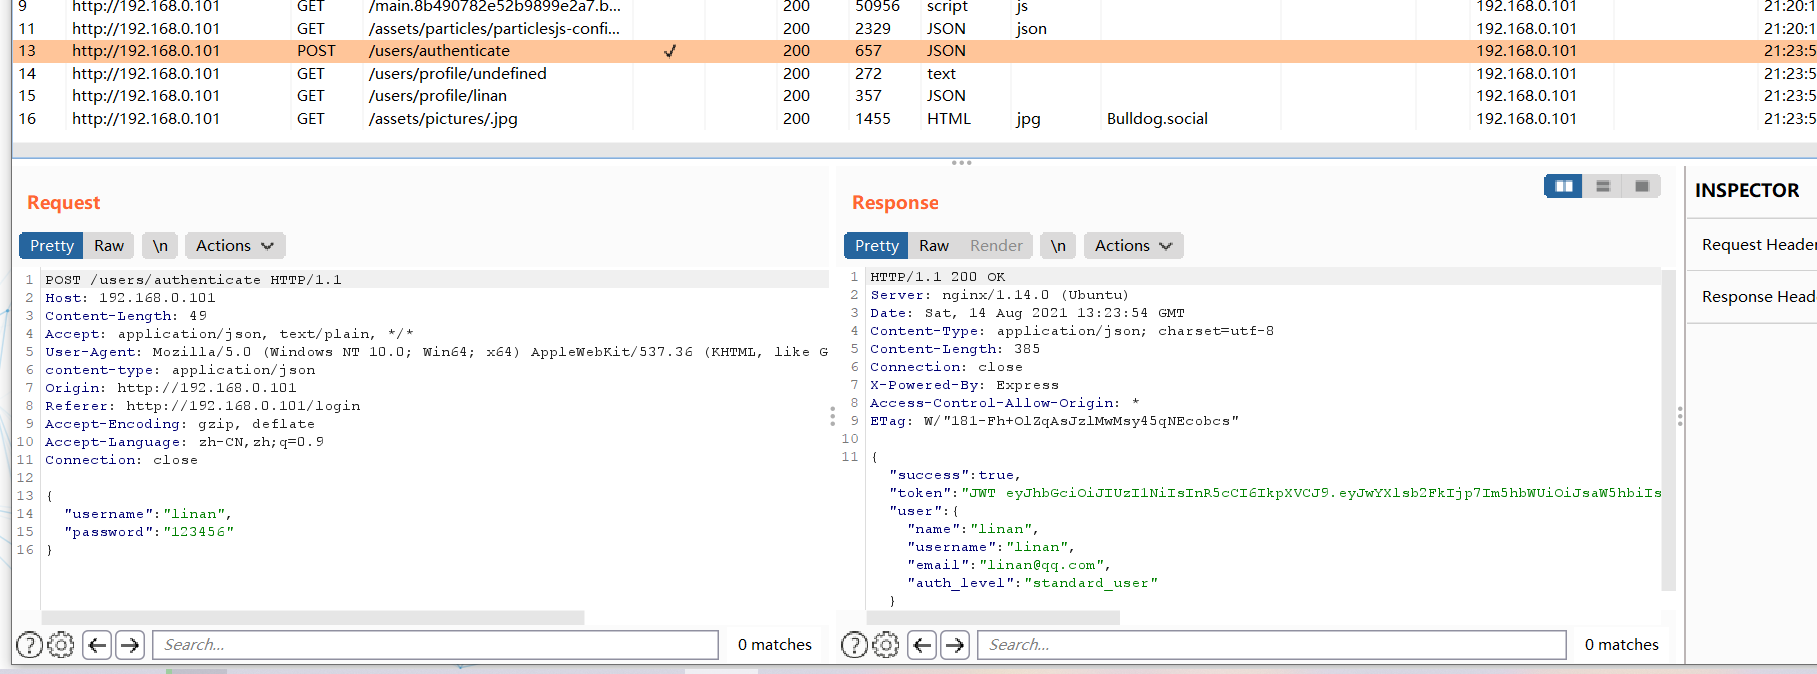 9 http://192.168.0.101 GET /main.8b490782e52b9899e2a7.b... 200 50956 script js 192.168.0.101 21:20:1
11 http://192.168.0.101 GET /assets/particles/particlesjs-confi... 200 2329 JSON json 192.168.0.101 21:20:1
13 http://192.168.0.101 POST /users/authenticate ✓ 200 657 JSON 192.168.0.101 21:23:5
14 http://192.168.0.101 GET /users/profile/undefined 200 272 text 192.168.0.101 21:23:5
15 http://192.168.0.101 GET /users/profile/linan 200 357 JSON 192.168.0.101 21:23:5
16 http://192.168.0.101 GET /assets/pictures/.jpg 200 1455 HTML jpg Bulldog.social 192.168.0.101 21:23:5
Request
Pretty Raw \n Actions
1 POST /users/authenticate HTTP/1.1
2 Host: 192.168.0.101
3 Content-Length: 49
4 Accept: application/json, text/plain, */*
5 User-Agent: Mozilla/5.0 (Windows NT 10.0; Win64; x64) AppleWebKit/537.36 (KHTML, like G
6 content-type: application/json
7 Origin: http://192.168.0.101
8 Referer: http://192.168.0.101/login
9 Accept-Encoding: gzip, deflate
10 Accept-Language: zh-CN,zh;q=0.9
11 Connection: close
12
13 {
14 "username":"linan",
15 "password":"123456"
16 }
Search...
0 matches
Response
Pretty Raw Render \n Actions
1 HTTP/1.1 200 OK
2 Server: nginx/1.14.0 (Ubuntu)
3 Date: Sat, 14 Aug 2021 13:23:54 GMT
4 Content-Type: application/json; charset=utf-8
5 Content-Length: 385
6 Connection: close
7 X-Powered-By: Express
8 Access-Control-Allow-Origin: *
9 ETag: W/"181-Fh+OlZqAsJzlMwMsy45qNEcobcs"
10
11 {
"success":true,
"token":"JWT eyJhbGciOiJIUzI1NiIsInR5cCI6IkpXVCJ9.eyJwYXlsb2FkIjp7Im5hbWUiOiJsaW5hbiIs
"user":{
"name":"linan",
"username":"linan",
"email":"linan@qq.com",
"auth_level":"standard_user"
}
Search...
0 matches
INSPECTOR
Request Header
Response Head